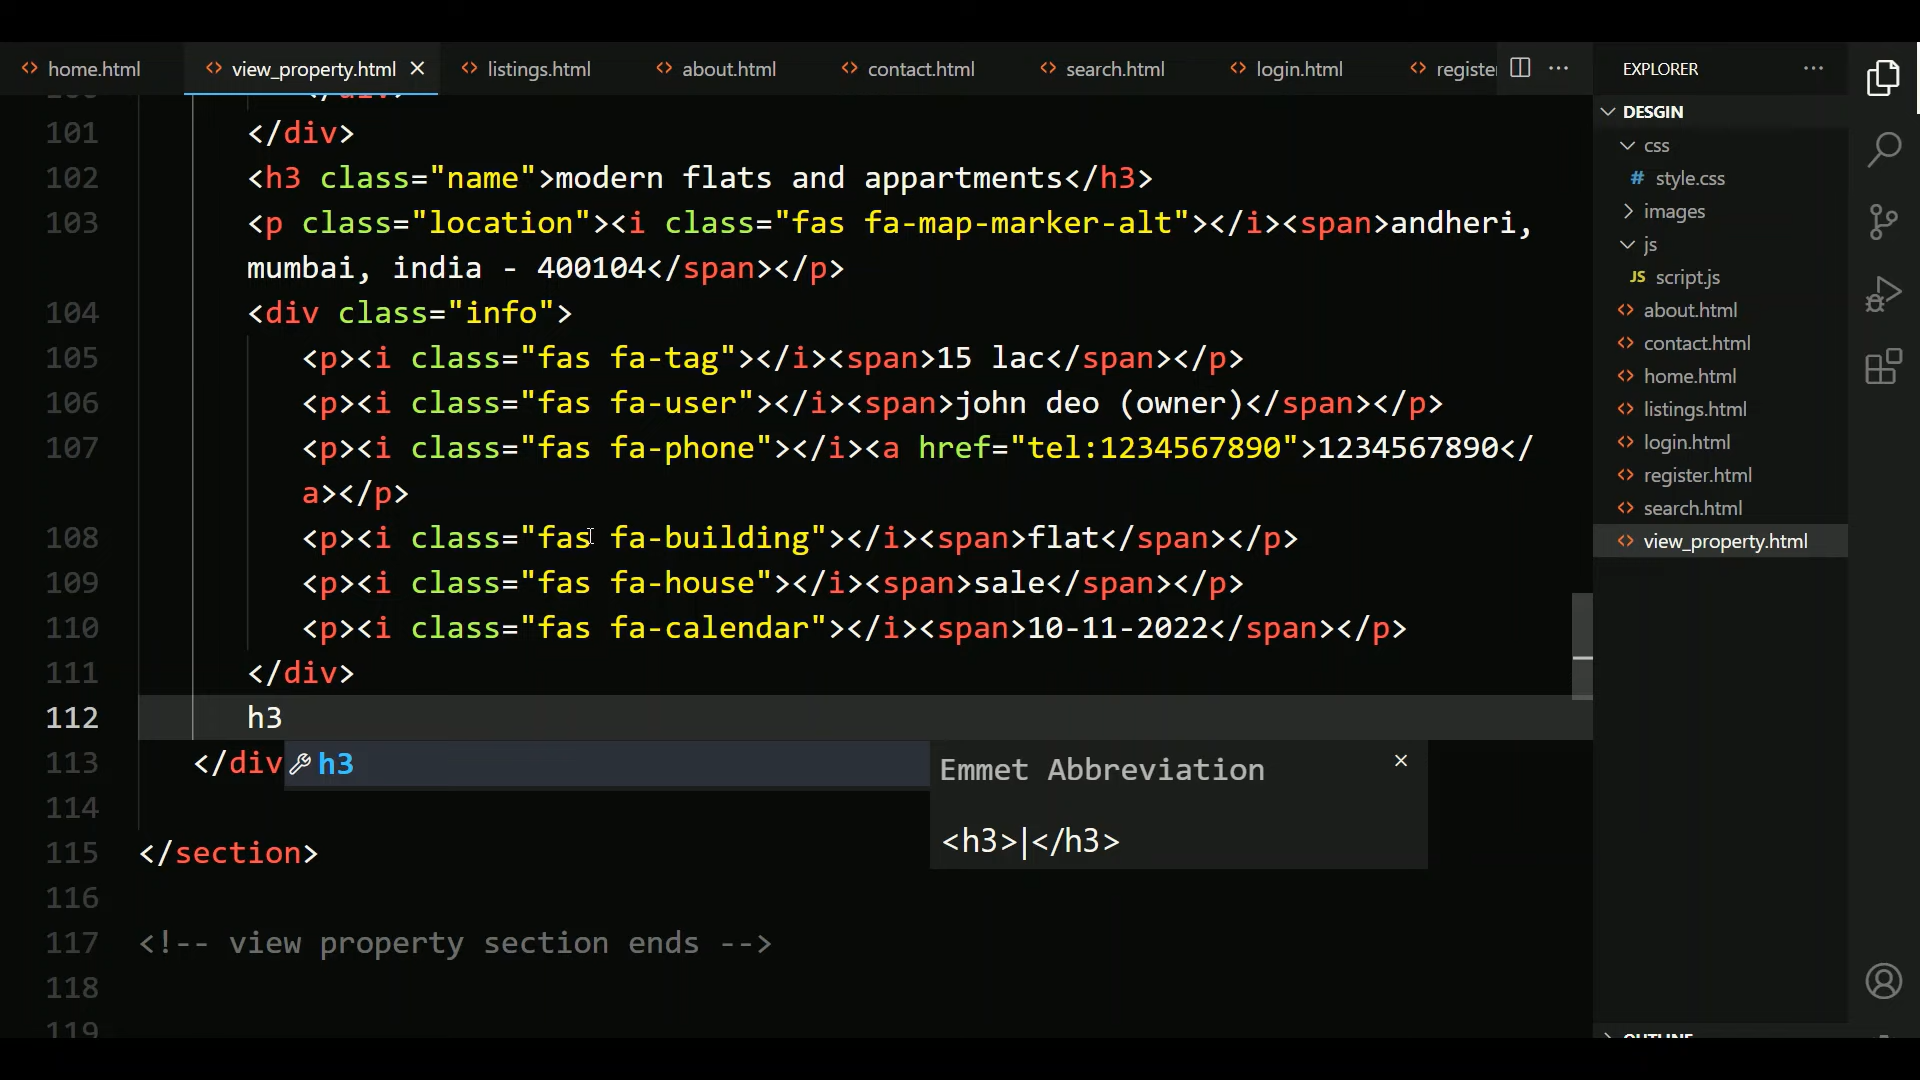 home.html view_property.html listings.html about.html contact.html search.html login.html register
EXPLORER
DESGIN
css
style.css
images
js
JS script.js
about.html
contact.html
home.html
listings.html
login.html
register.html
search.html
view_property.html
OUTLINE
100 </div>
101 </div>
102 <h3 class="name">modern flats and appartments</h3>
103 <p class="location"><i class="fas fa-map-marker-alt"></i><span>andheri,
mumbai, india - 400104</span></p>
104 <div class="info">
105 <p><i class="fas fa-tag"></i><span>15 lac</span></p>
106 <p><i class="fas fa-user"></i><span>john deo (owner)</span></p>
107 <p><i class="fas fa-phone"></i><a href="tel:1234567890">1234567890</
a></p>
108 <p><i class="fas fa-building"></i><span>flat</span></p>
109 <p><i class="fas fa-house"></i><span>sale</span></p>
110 <p><i class="fas fa-calendar"></i><span>10-11-2022</span></p>
111 </div>
112 h3
113 </div
h3
Emmet Abbreviation
<h3>|</h3>
114
115 </section>
116
117 <!-- view property section ends -->
118
119